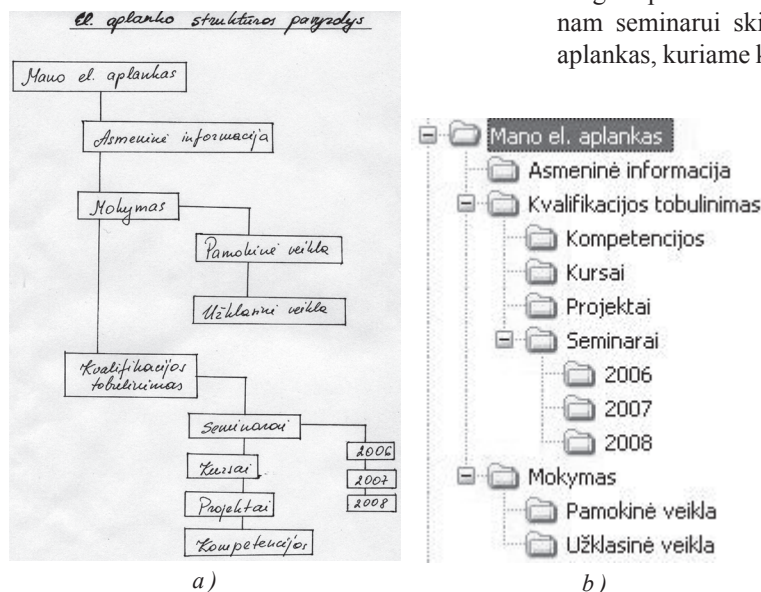 El. aplanko struktūros pavyzdys
nam seminarui ski
aplankas, kuriame k
Mano el. aplankas
Asmeninė informacija
Mokymas
Pamokinė veikla
Užklasinė veikla
Kvalifikacijos
tobulinimas
Seminarai
2006
2007
2008
Kursai
Projektai
Kompetencijos
a)
Mano el. aplankas
Asmeninė informacija
Kvalifikacijos tobulinimas
Kompetencijos
Kursai
Projektai
Seminarai
2006
2007
2008
Mokymas
Pamokinė veikla
Užklasinė veikla
b)